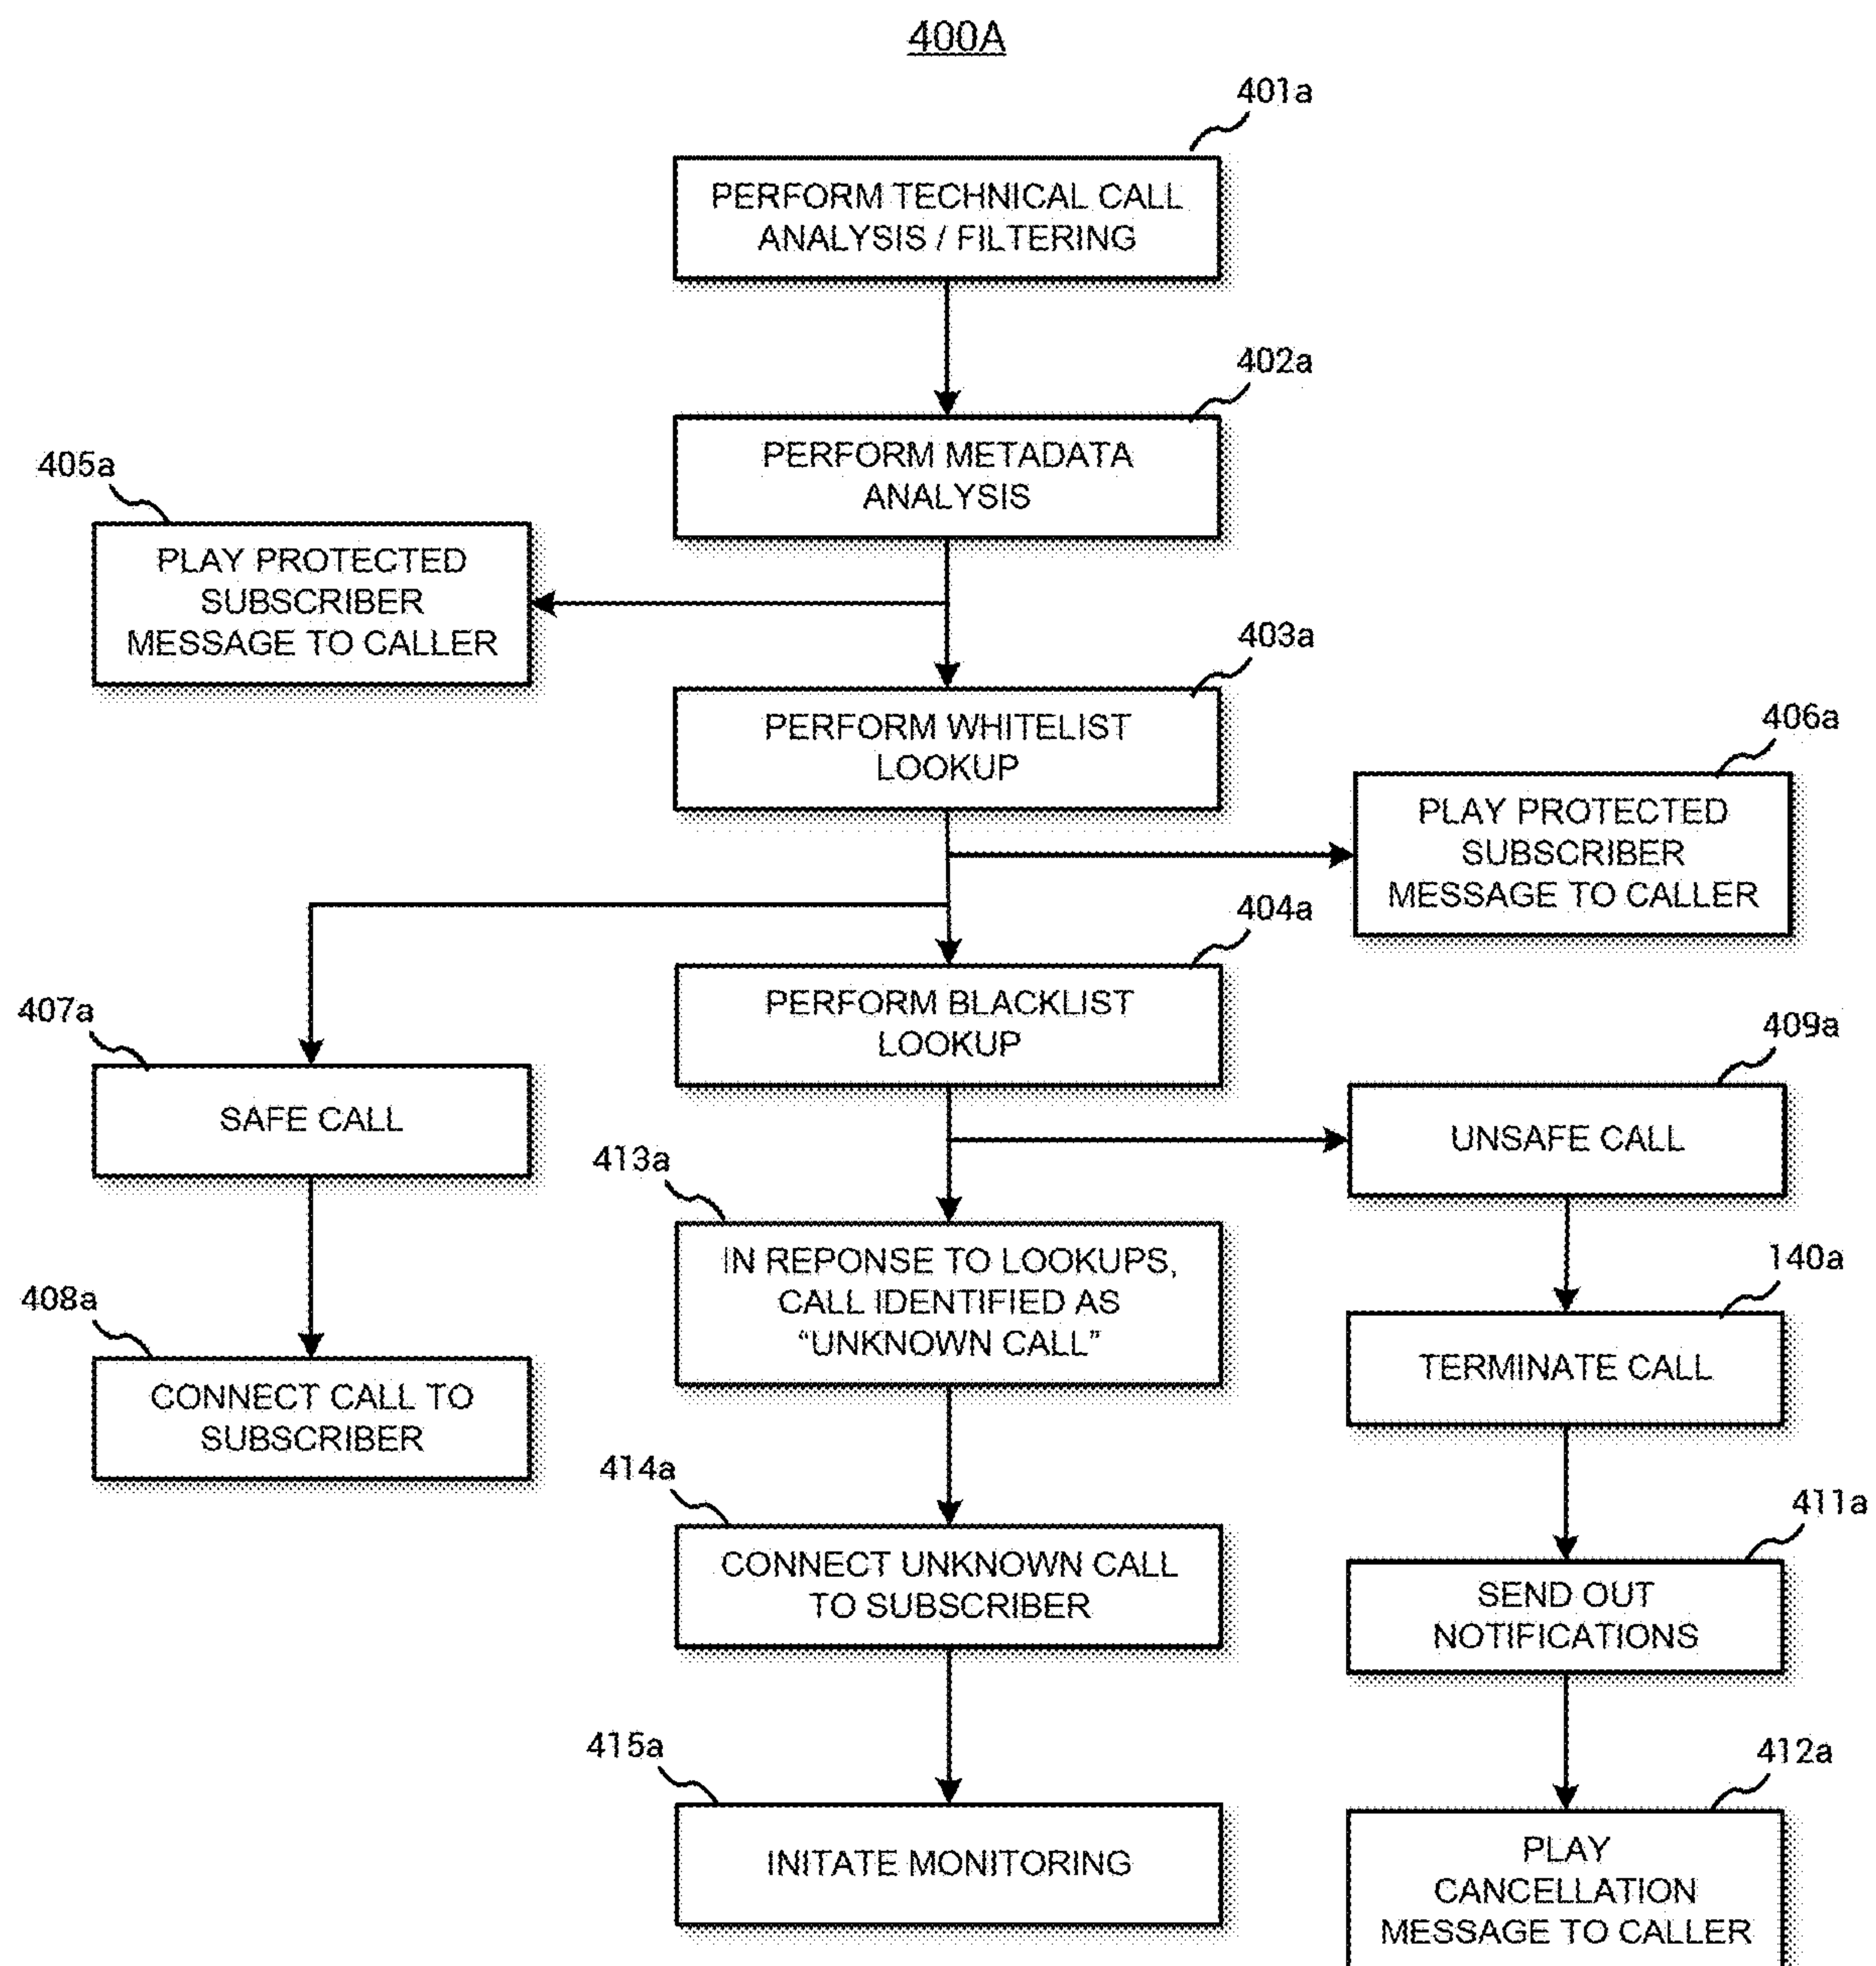 400A
401a
PERFORM TECHNICAL CALL
ANALYSIS / FILTERING
402a
PERFORM METADATA
ANALYSIS
405a
PLAY PROTECTED
SUBSCRIBER
MESSAGE TO CALLER
403a
PERFORM WHITELIST
LOOKUP
406a
PLAY PROTECTED
SUBSCRIBER
MESSAGE TO CALLER
404a
PERFORM BLACKLIST
LOOKUP
407a
SAFE CALL
409a
UNSAFE CALL
413a
IN REPONSE TO LOOKUPS,
CALL IDENTIFIED AS
“UNKNOWN CALL”
408a
CONNECT CALL TO
SUBSCRIBER
140a
TERMINATE CALL
414a
CONNECT UNKNOWN CALL
TO SUBSCRIBER
411a
SEND OUT
NOTIFICATIONS
415a
INITATE MONITORING
412a
PLAY
CANCELLATION
MESSAGE TO CALLER